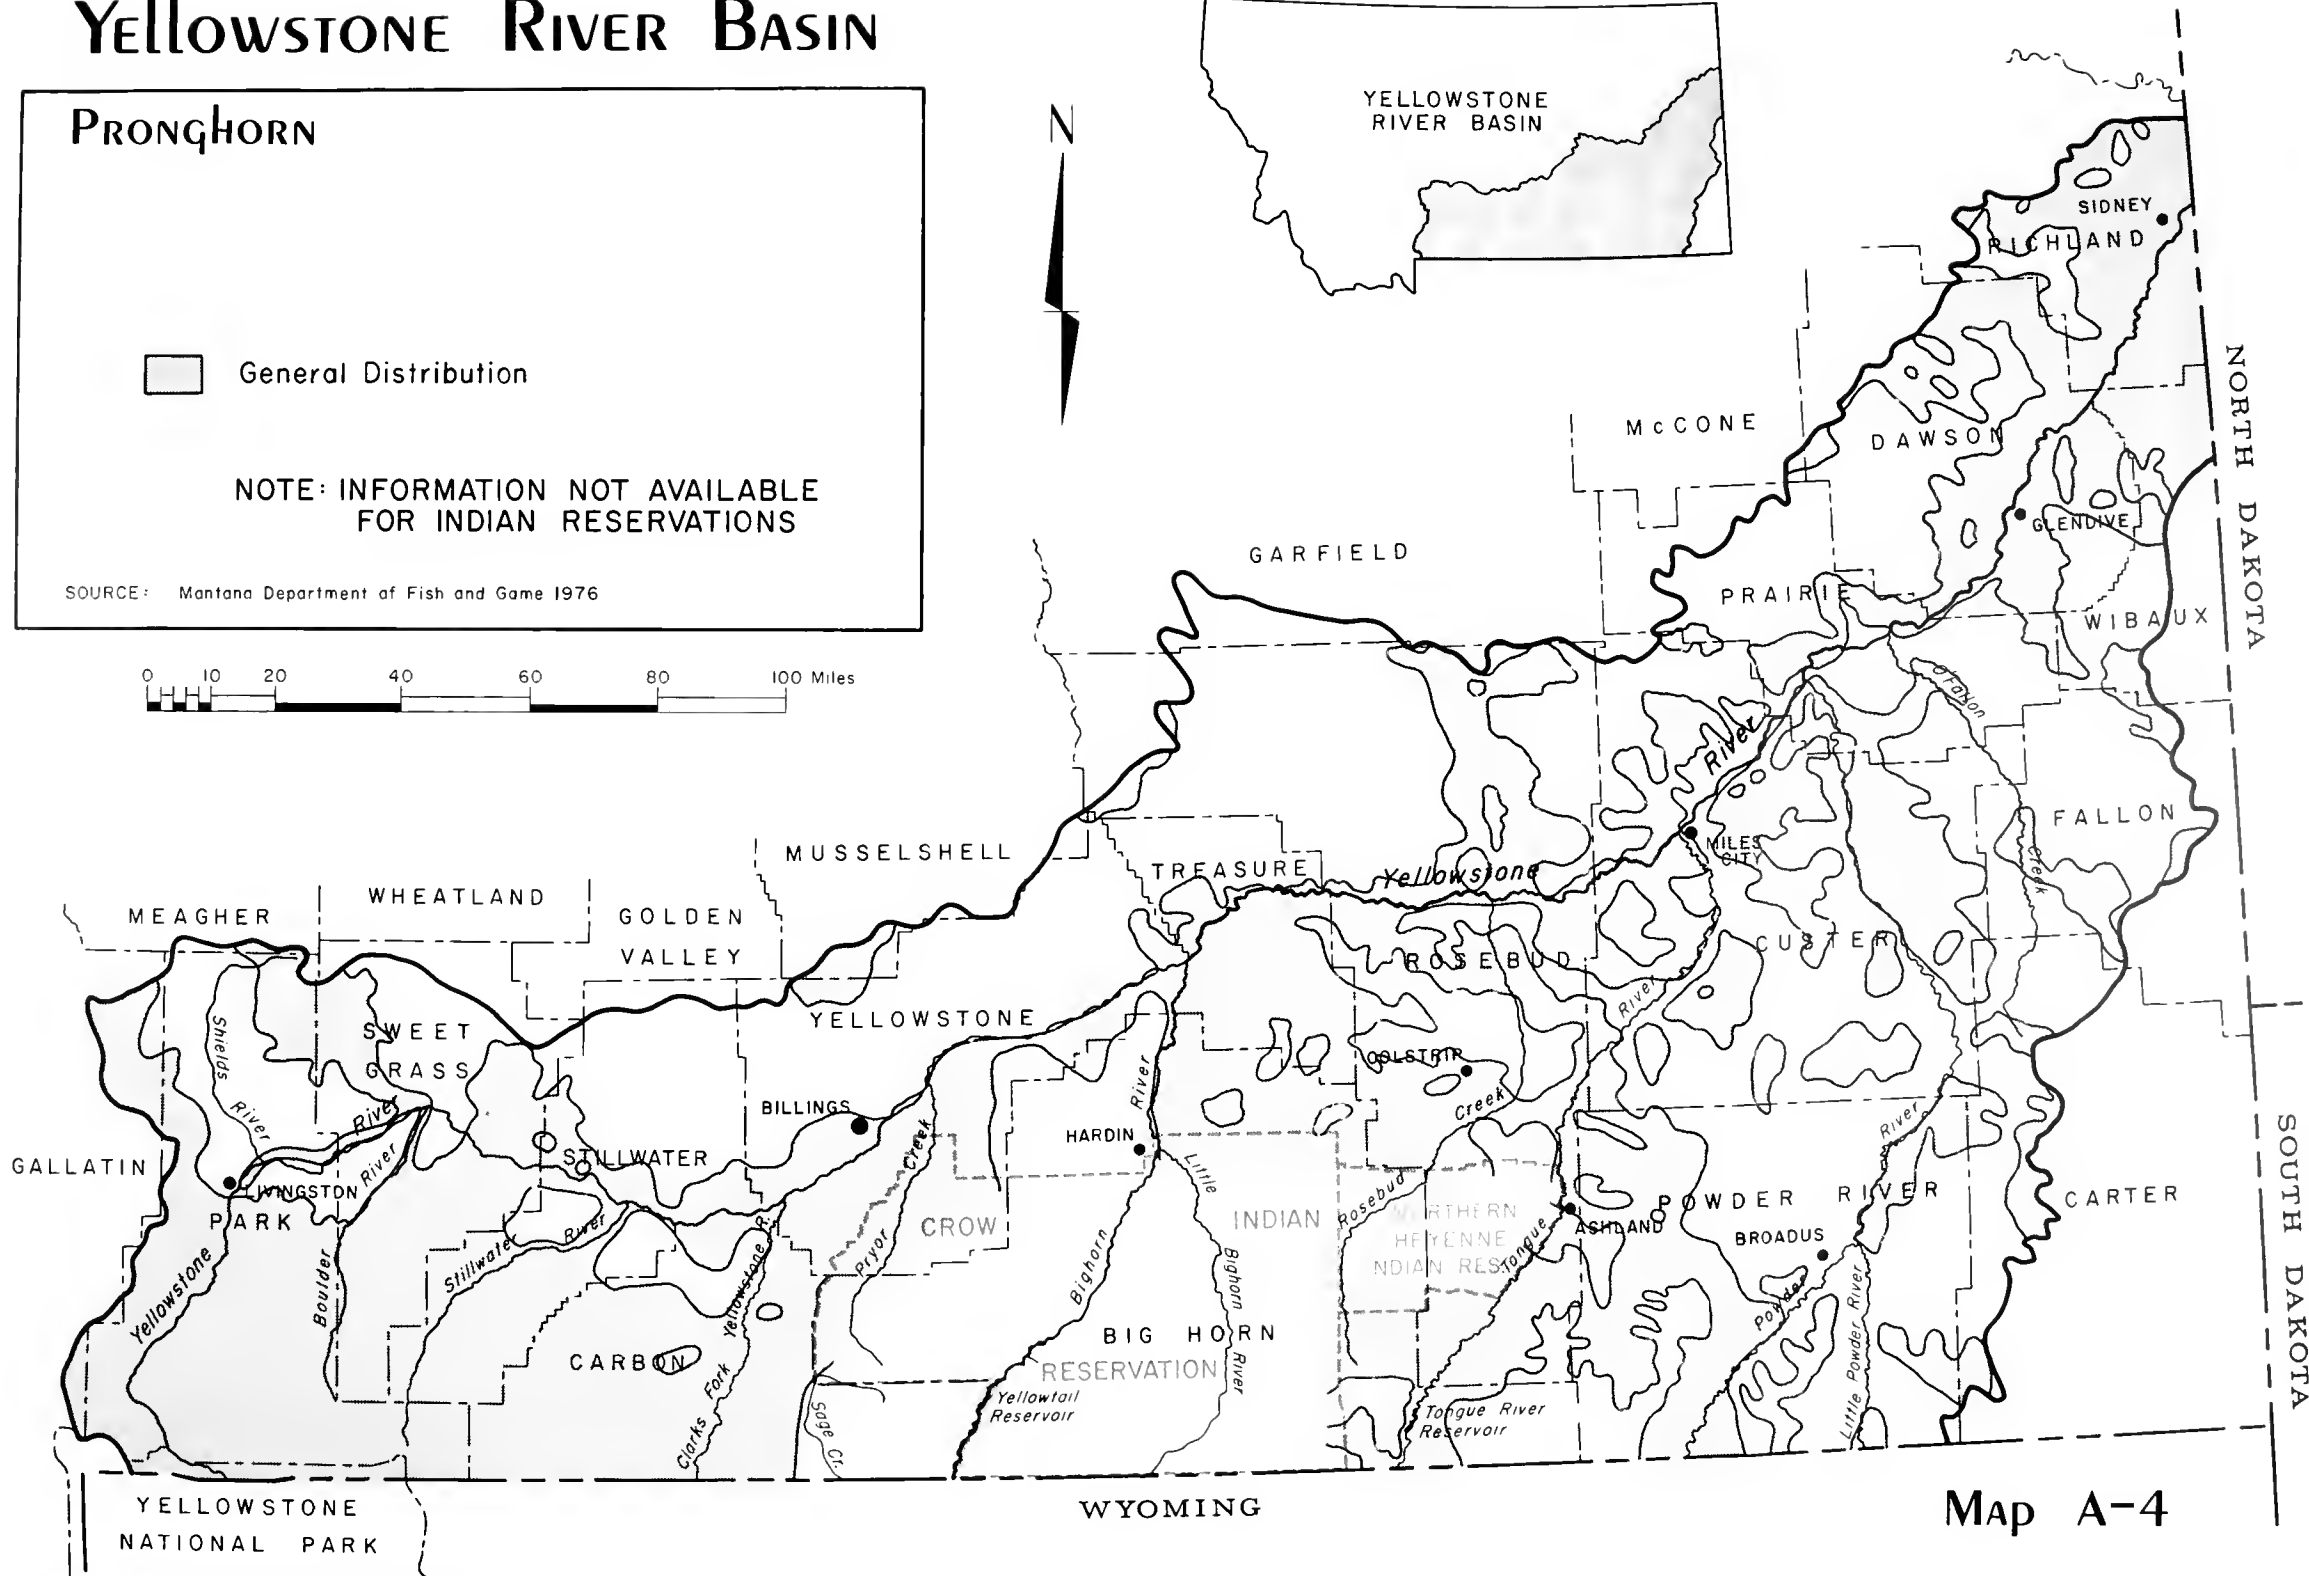 Yellowstone River Basin
Pronghorn
General Distribution
NOTE: INFORMATION NOT AVAILABLE
FOR INDIAN RESERVATIONS
SOURCE: Montana Department of Fish and Game 1976
0 10 20 40 60 80 100 Miles
N
YELLOWSTONE
RIVER BASIN
SIDNEY
RICHLAND
NORTH DAKOTA
McCONE
DAWSON
GLENDIVE
GARFIELD
PRAIRIE
WIBAUX
O'Fallon
Creek
River
FALLON
MILES
CITY
MUSSELSHELL
TREASURE
Yellowstone
WHEATLAND
MEAGHER
GOLDEN
VALLEY
CUSTER
ROSEBUD
River
YELLOWSTONE
SWEET
GRASS
Shields
River
River
COLSTRIP
Creek
Rosebud
BILLINGS
HARDIN
River
Bighorn
Little
Bighorn
River
GALLATIN
STILLWATER
LIVINGSTON
PARK
River
Boulder
Yellowstone
Stillwater
River
Creek
Pryor
CROW
INDIAN
RESERVATION
NORTHERN
CHEYENNE
INDIAN RES.
Tongue
ASHLAND
POWDER RIVER
BROADUS
River
Powder
Little Powder River
CARTER
SOUTH DAKOTA
BIG HORN
CARBON
Clarks Fork
Yellowstone R.
Sage Cr.
Yellowtail
Reservoir
Tongue River
Reservoir
YELLOWSTONE
NATIONAL PARK
WYOMING
Map A-4